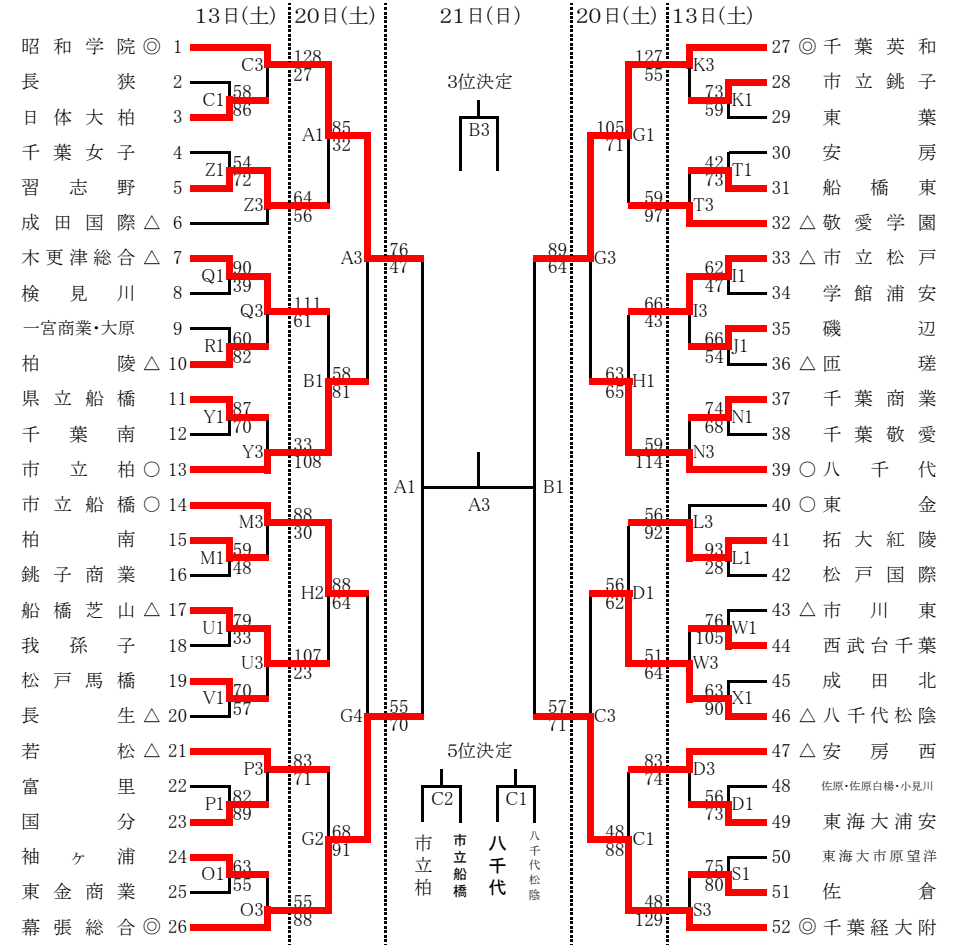 13日(土) 20日(土) 21日(日) 20日(土) 13日(土)
昭和学院 ◎ 1
長狭 2
日体大柏 3
千葉女子 4
習志野 5
成田国際 △ 6
木更津総合 △ 7
検見川 8
一宮商業・大原 9
柏陵 △ 10
県立船橋 11
千葉南 12
市立柏 ○ 13
市立船橋 ○ 14
柏南 15
銚子商業 16
船橋芝山 △ 17
我孫子 18
松戸馬橋 19
長生 △ 20
若松 △ 21
富里 22
国分 23
袖ヶ浦 24
東金商業 25
幕張総合 ◎ 26
C3
C1 58
86
Z1 54
72
Z3
Q1 90
39
Q3
R1 60
82
Y1 87
70
Y3
M3
M1 59
48
U1 79
33
U3
V1 70
57
P3
P1 82
89
O1 63
55
O3
128
27
A1
64
56
111
61
B1
33
108
88
30
H2
107
23
83
71
G2
55
88
85
32
A3
58
81
88
64
G4
68
91
76
47
A1
55
70
3位決定
B3
A3
5位決定
C2
C1
市立柏
市立船橋
八千代
八千代松陰
89
64
B1
57
71
105
71
G3
63
65
56
62
C3
48
88
127
55
G1
59
97
66
43
H1
59
114
56
92
D1
51
64
83
74
C1
48
129
K3
73 K1
59
42 T1
73
T3
62 I1
47
I3
66 J1
54
74 N1
68
N3
L3
93 L1
28
76 W1
105
W3
63 X1
90
D3
56 D1
73
75 S1
80
S3
27 ◎ 千葉英和
28 市立銚子
29 東葉
30 安房
31 船橋東
32 △ 敬愛学園
33 △ 市立松戸
34 学館浦安
35 磯辺
36 △ 匝瑳
37 千葉商業
38 千葉敬愛
39 ○ 八千代
40 ○ 東金
41 拓大紅陵
42 松戸国際
43 △ 市川東
44 西武台千葉
45 成田北
46 △ 八千代松陰
47 △ 安房西
48 佐原・佐原白楊・小見川
49 東海大浦安
50 東海大市原望洋
51 佐倉
52 ◎ 千葉経大附